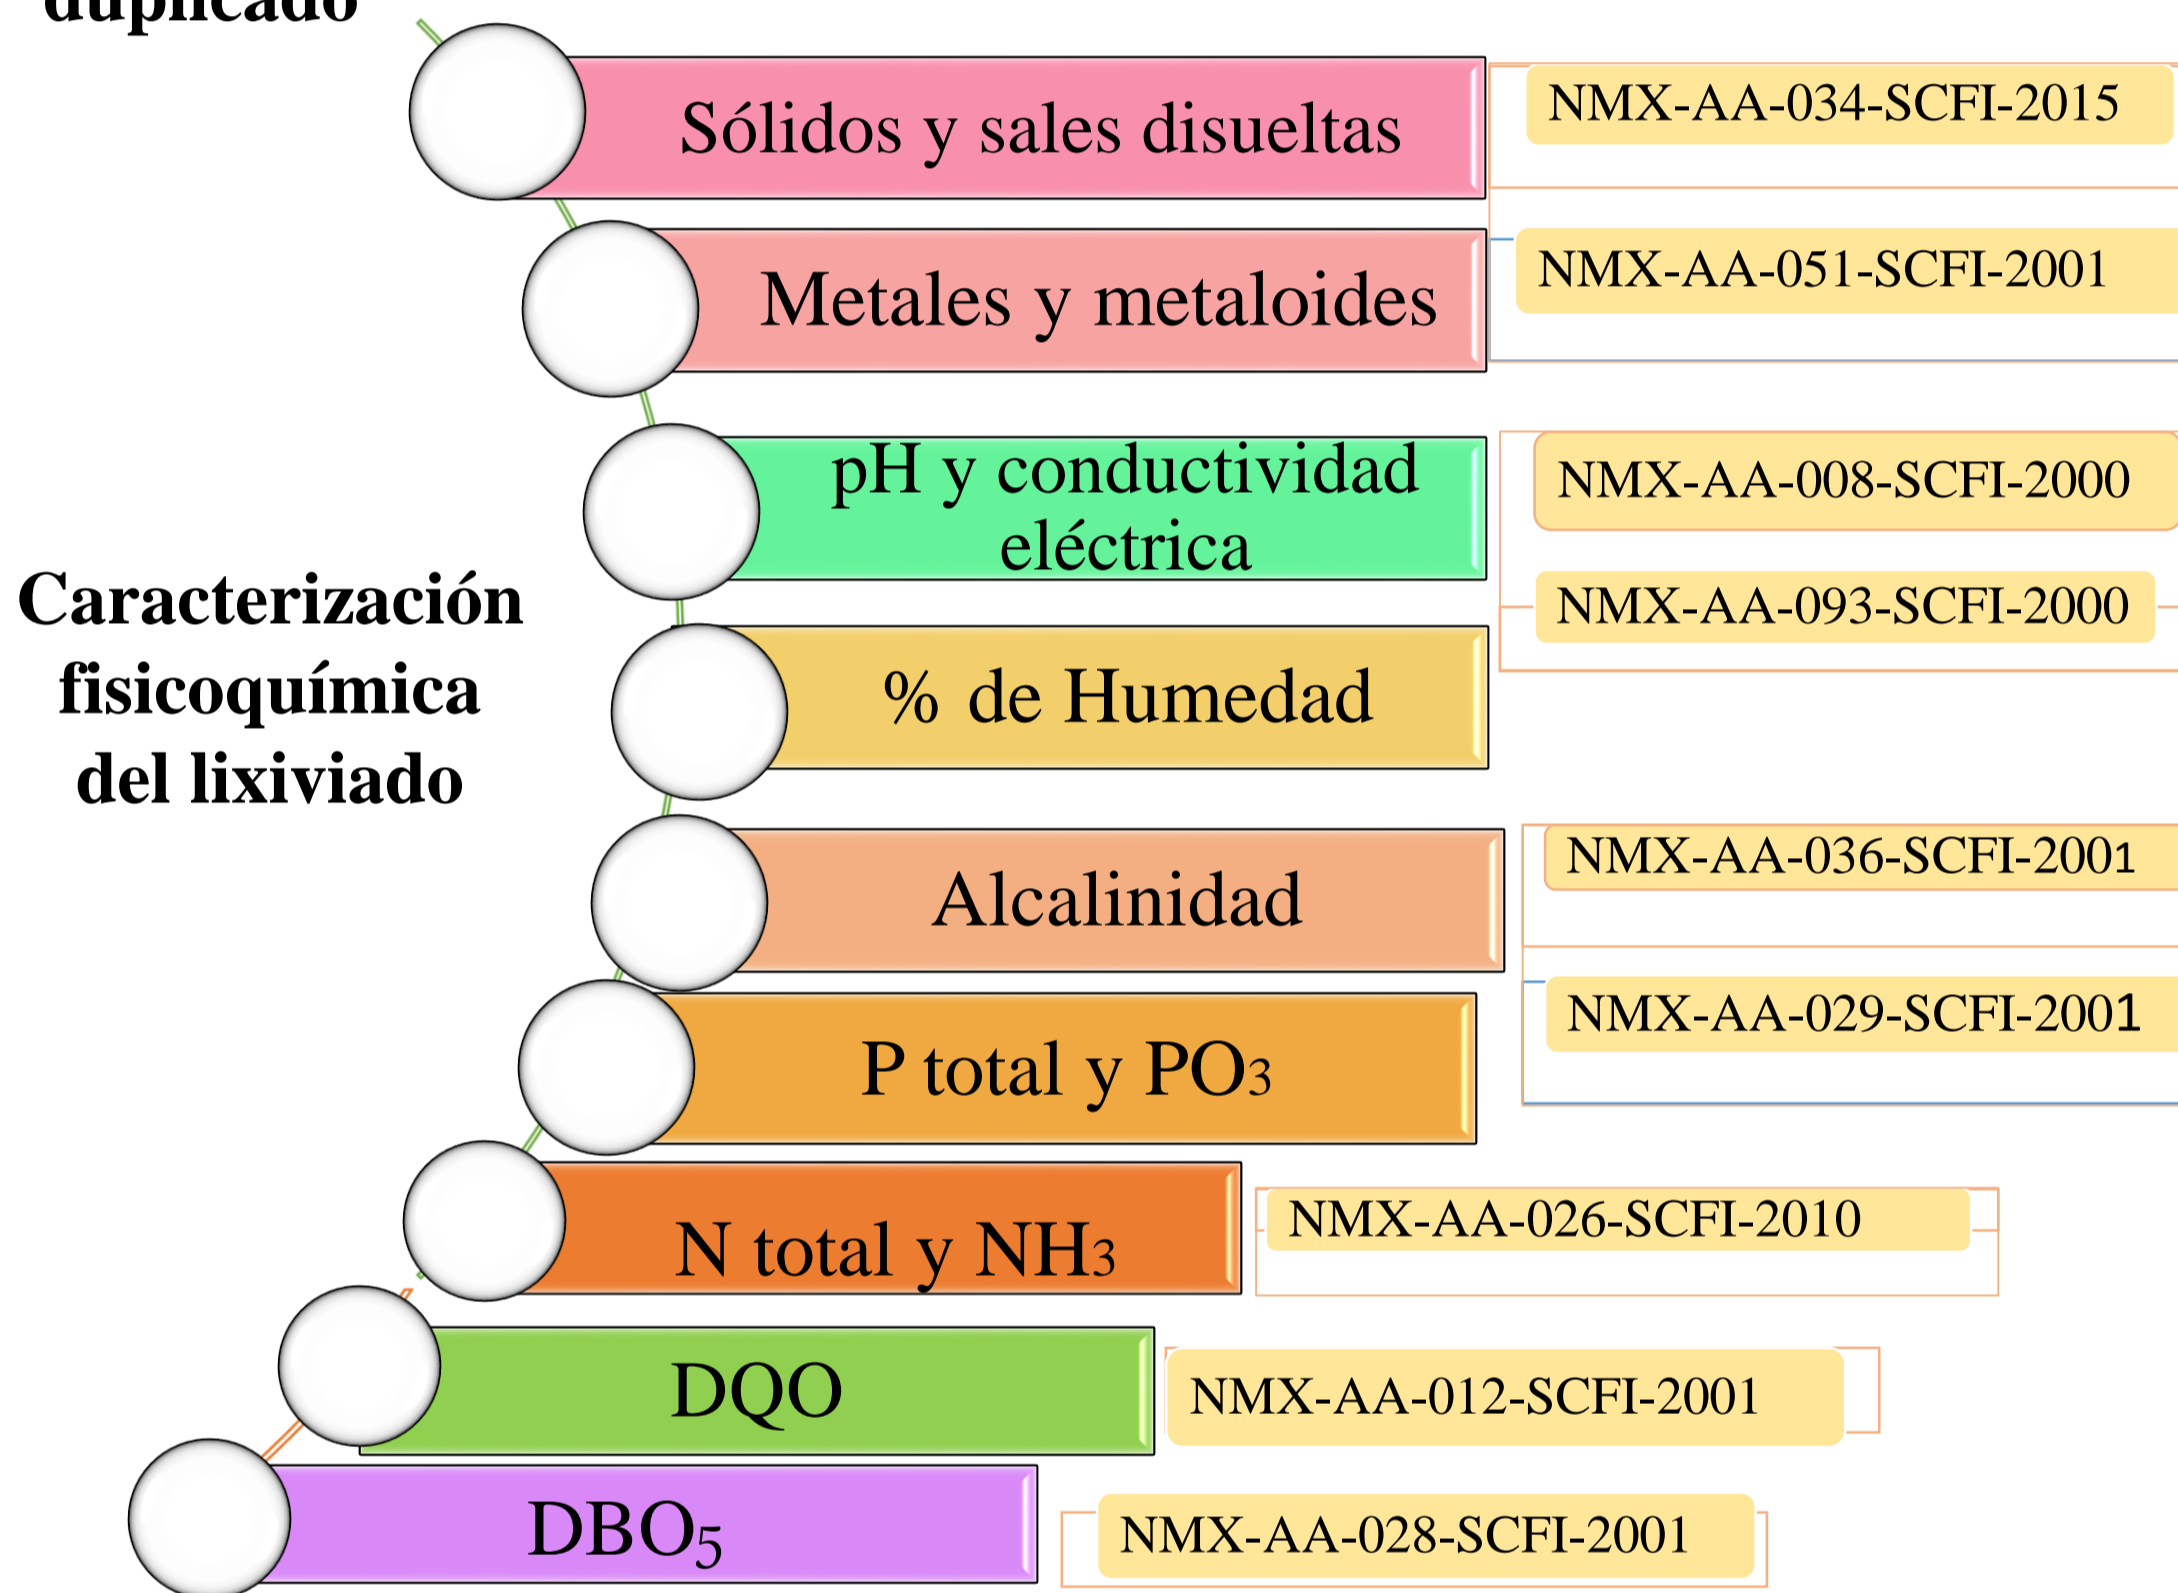 duplicado
Sólidos y sales disueltas
NMX-AA-034-SCFI-2015
Metales y metaloides
NMX-AA-051-SCFI-2001
pH y conductividad
eléctrica
NMX-AA-008-SCFI-2000
NMX-AA-093-SCFI-2000
Caracterización
fisicoquímica
del lixiviado
% de Humedad
Alcalinidad
NMX-AA-036-SCFI-2001
P total y PO3
NMX-AA-029-SCFI-2001
N total y NH3
NMX-AA-026-SCFI-2010
DQO
NMX-AA-012-SCFI-2001
DBO5
NMX-AA-028-SCFI-2001